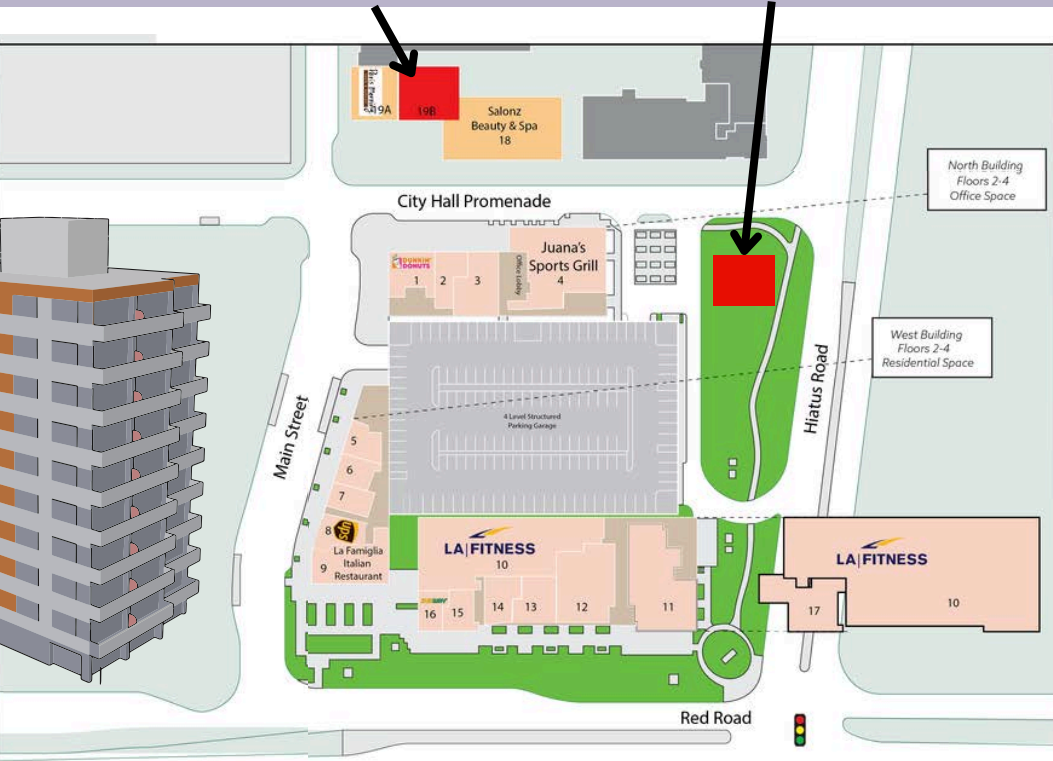 19A
19B
Salonz
Beauty & Spa
18
North Building
Floors 2-4
Office Space
City Hall Promenade
DUNKIN'
DONUTS
1
2
3
Office Lobby
Juana's
Sports Grill
4
West Building
Floors 2-4
Residential Space
4 Level Structured
Parking Garage
Main Street
Hiatus Road
5
6
7
8
9
La Famiglia
Italian
Restaurant
LA|FITNESS
10
11
12
13
14
15
SUBWAY
16
LA|FITNESS
10
17
Red Road